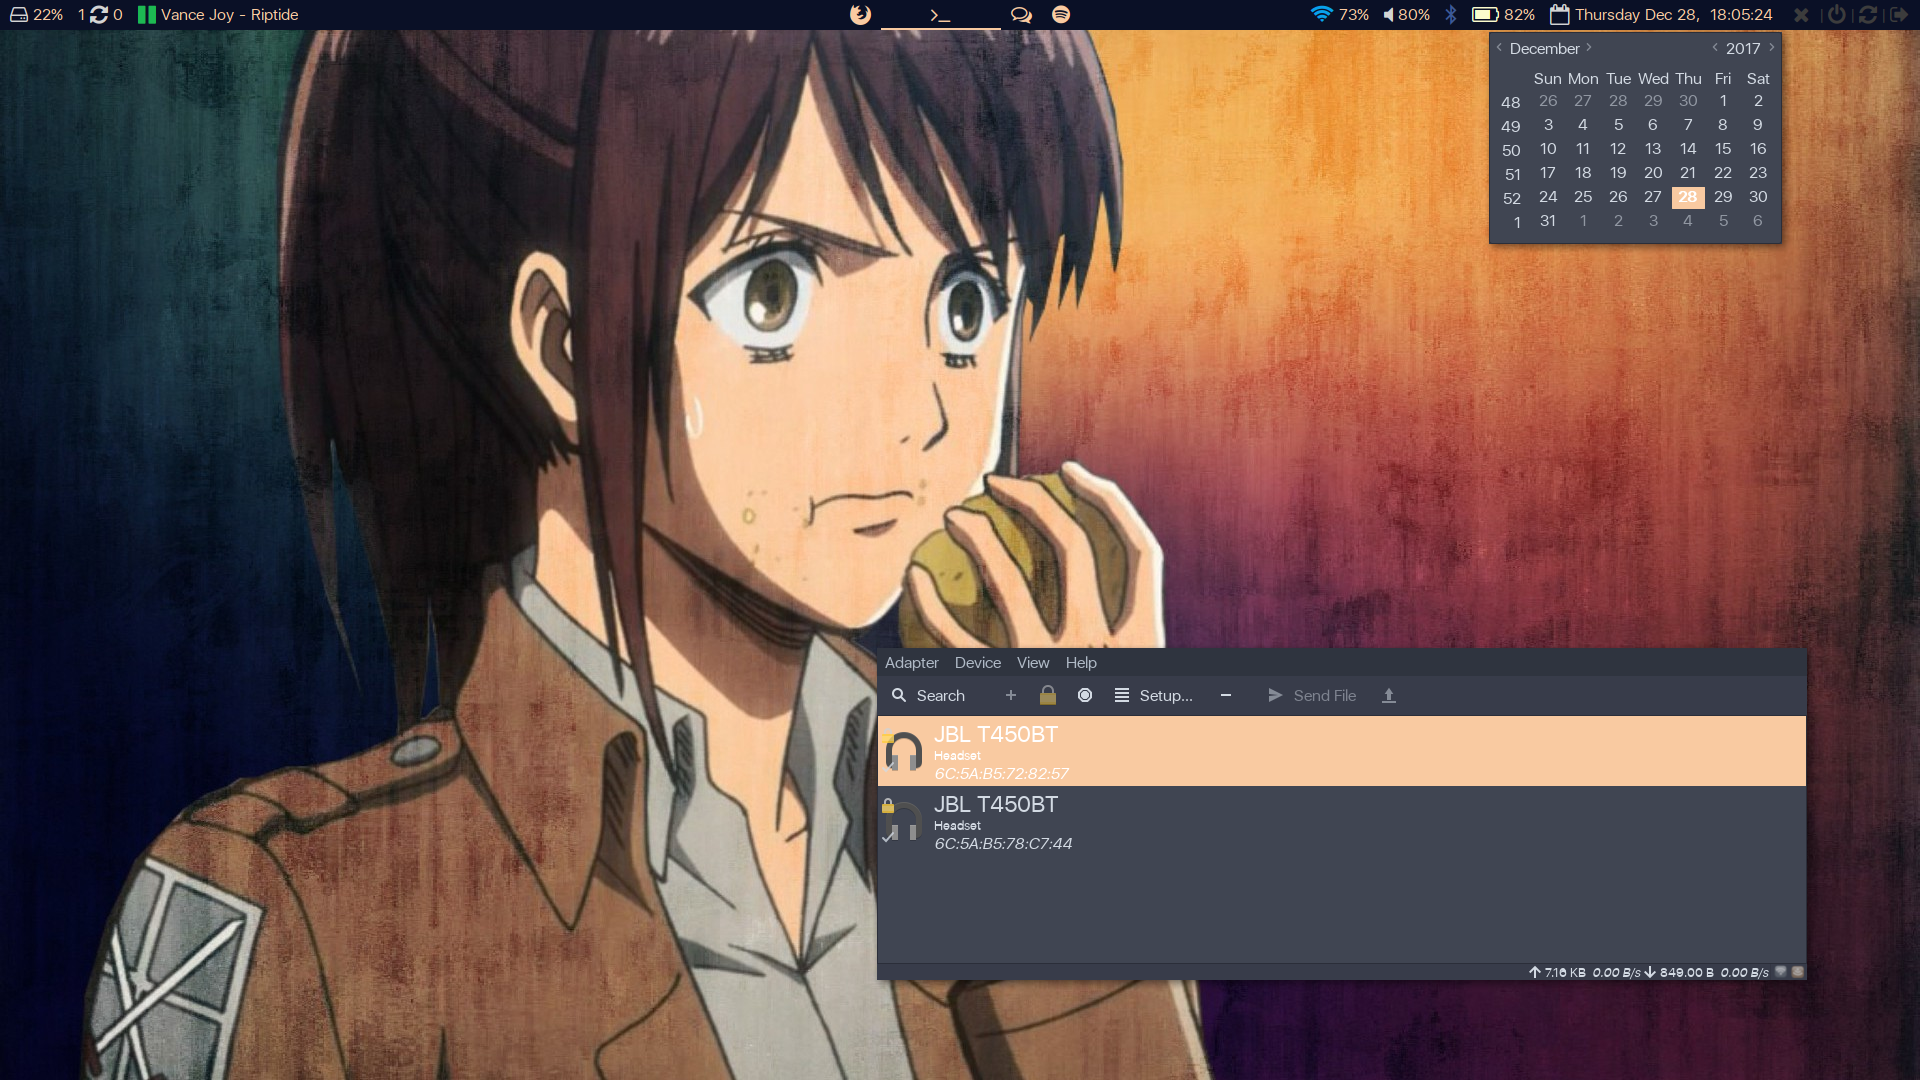 22% 1 0 Vance Joy - Riptide 73% 80% 82% Thursday Dec 28, 18:05:24
December 2017
Sun Mon Tue Wed Thu Fri Sat
48 26 27 28 29 30 1 2
49 3 4 5 6 7 8 9
50 10 11 12 13 14 15 16
51 17 18 19 20 21 22 23
52 24 25 26 27 28 29 30
1 31 1 2 3 4 5 6
Adapter Device View Help
Search Setup... Send File
JBL T450BT
Headset
6C:5A:B5:72:82:57
JBL T450BT
Headset
6C:5A:B5:78:C7:44
7.16 KB 0.00 B/s 849.00 B 0.00 B/s